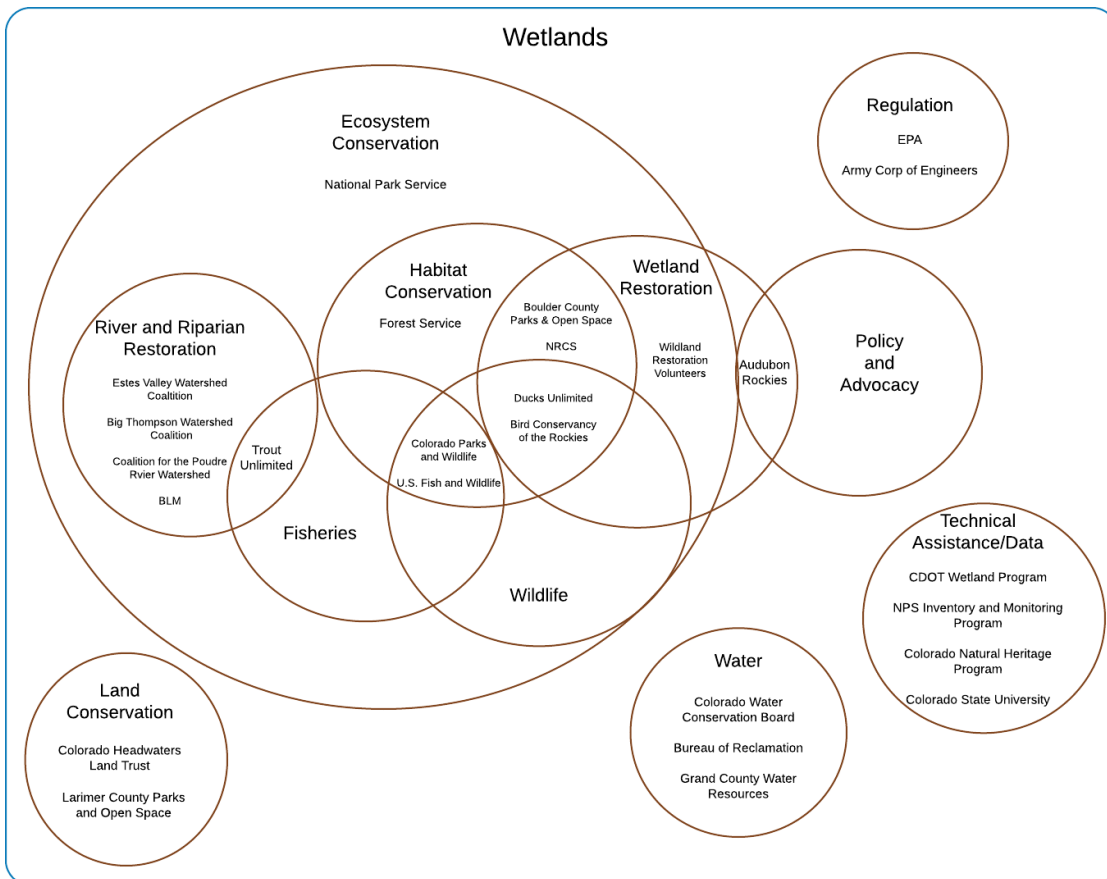 Wetlands
Ecosystem
Conservation
National Park Service
Regulation
EPA
Army Corp of Engineers
Habitat
Conservation
Forest Service
Wetland
Restoration
Boulder County
Parks & Open Space
NRCS
Wildland
Restoration
Volunteers
Audubon
Rockies
Policy
and
Advocacy
River and Riparian
Restoration
Estes Valley Watershed
Coaltition
Big Thompson Watershed
Coalition
Coalition for the Poudre
Rvier Watershed
BLM
Trout
Unlimited
Ducks Unlimited
Bird Conservancy
of the Rockies
Colorado Parks
and Wildlife
U.S. Fish and Wildlife
Fisheries
Wildlife
Technical
Assistance/Data
CDOT Wetland Program
NPS Inventory and Monitoring
Program
Colorado Natural Heritage
Program
Colorado State University
Water
Colorado Water
Conservation Board
Bureau of Reclamation
Grand County Water
Resources
Land
Conservation
Colorado Headwaters
Land Trust
Larimer County Parks
and Open Space